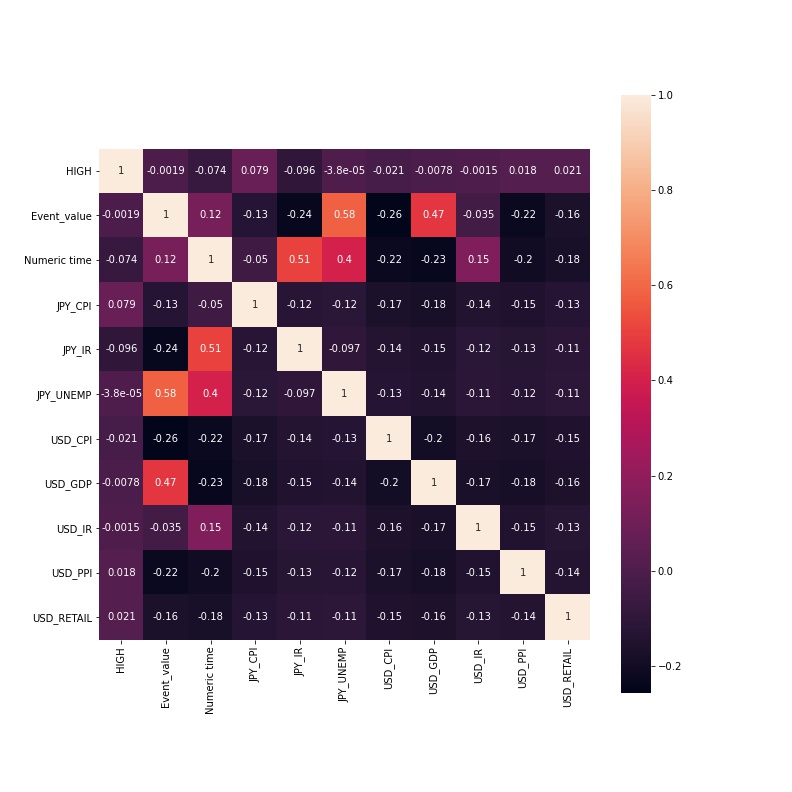 1.0
HIGH 1 -0.0019 -0.074 0.079 -0.096 -3.8e-05 -0.021 -0.0078 -0.0015 0.018 0.021
0.8
Event_value -0.0019 1 0.12 -0.13 -0.24 0.58 -0.26 0.47 -0.035 -0.22 -0.16
Numeric time -0.074 0.12 1 -0.05 0.51 0.4 -0.22 -0.23 0.15 -0.2 -0.18
0.6
JPY_CPI 0.079 -0.13 -0.05 1 -0.12 -0.12 -0.17 -0.18 -0.14 -0.15 -0.13
JPY_IR -0.096 -0.24 0.51 -0.12 1 -0.097 -0.14 -0.15 -0.12 -0.13 -0.11
0.4
JPY_UNEMP -3.8e-05 0.58 0.4 -0.12 -0.097 1 -0.13 -0.14 -0.11 -0.12 -0.11
USD_CPI -0.021 -0.26 -0.22 -0.17 -0.14 -0.13 1 -0.2 -0.16 -0.17 -0.15
0.2
USD_GDP -0.0078 0.47 -0.23 -0.18 -0.15 -0.14 -0.2 1 -0.17 -0.18 -0.16
USD_IR -0.0015 -0.035 0.15 -0.14 -0.12 -0.11 -0.16 -0.17 1 -0.15 -0.13
0.0
USD_PPI 0.018 -0.22 -0.2 -0.15 -0.13 -0.12 -0.17 -0.18 -0.15 1 -0.14
USD_RETAIL 0.021 -0.16 -0.18 -0.13 -0.11 -0.11 -0.15 -0.16 -0.13 -0.14 1
−0.2
HIGH
Event_value
Numeric time
JPY_CPI
JPY_IR
JPY_UNEMP
USD_CPI
USD_GDP
USD_IR
USD_PPI
USD_RETAIL